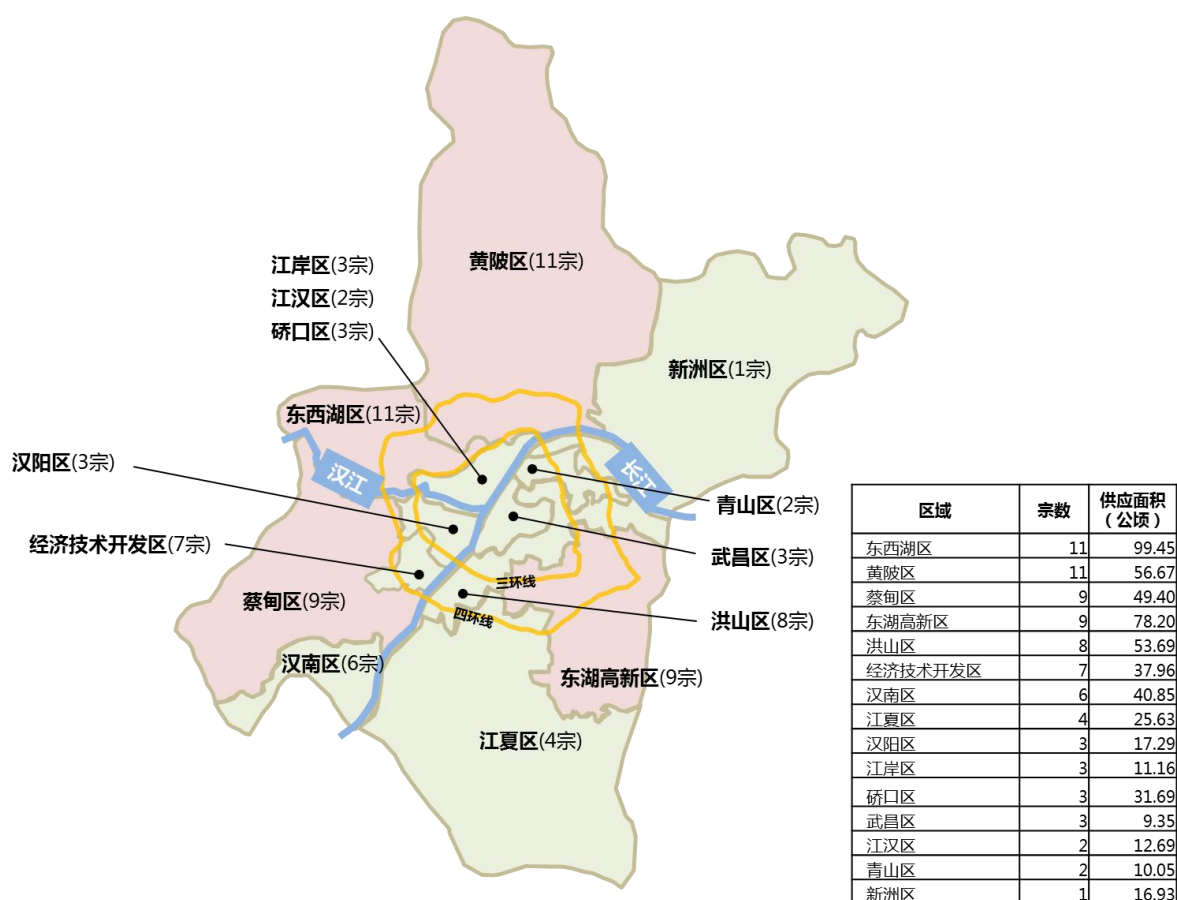 黄陂区(11宗)
江岸区(3宗)
江汉区(2宗)
硚口区(3宗)
新洲区(1宗)
东西湖区(11宗)
汉阳区(3宗)
汉江
长江
青山区(2宗)
经济技术开发区(7宗)
武昌区(3宗)
三环线
蔡甸区(9宗)
四环线
洪山区(8宗)
汉南区(6宗)
东湖高新区(9宗)
江夏区(4宗)
区域 宗数 供应面积
(公顷)
东西湖区 11 99.45
黄陂区 11 56.67
蔡甸区 9 49.40
东湖高新区 9 78.20
洪山区 8 53.69
经济技术开发区 7 37.96
汉南区 6 40.85
江夏区 4 25.63
汉阳区 3 17.29
江岸区 3 11.16
硚口区 3 31.69
武昌区 3 9.35
江汉区 2 12.69
青山区 2 10.05
新洲区 1 16.93